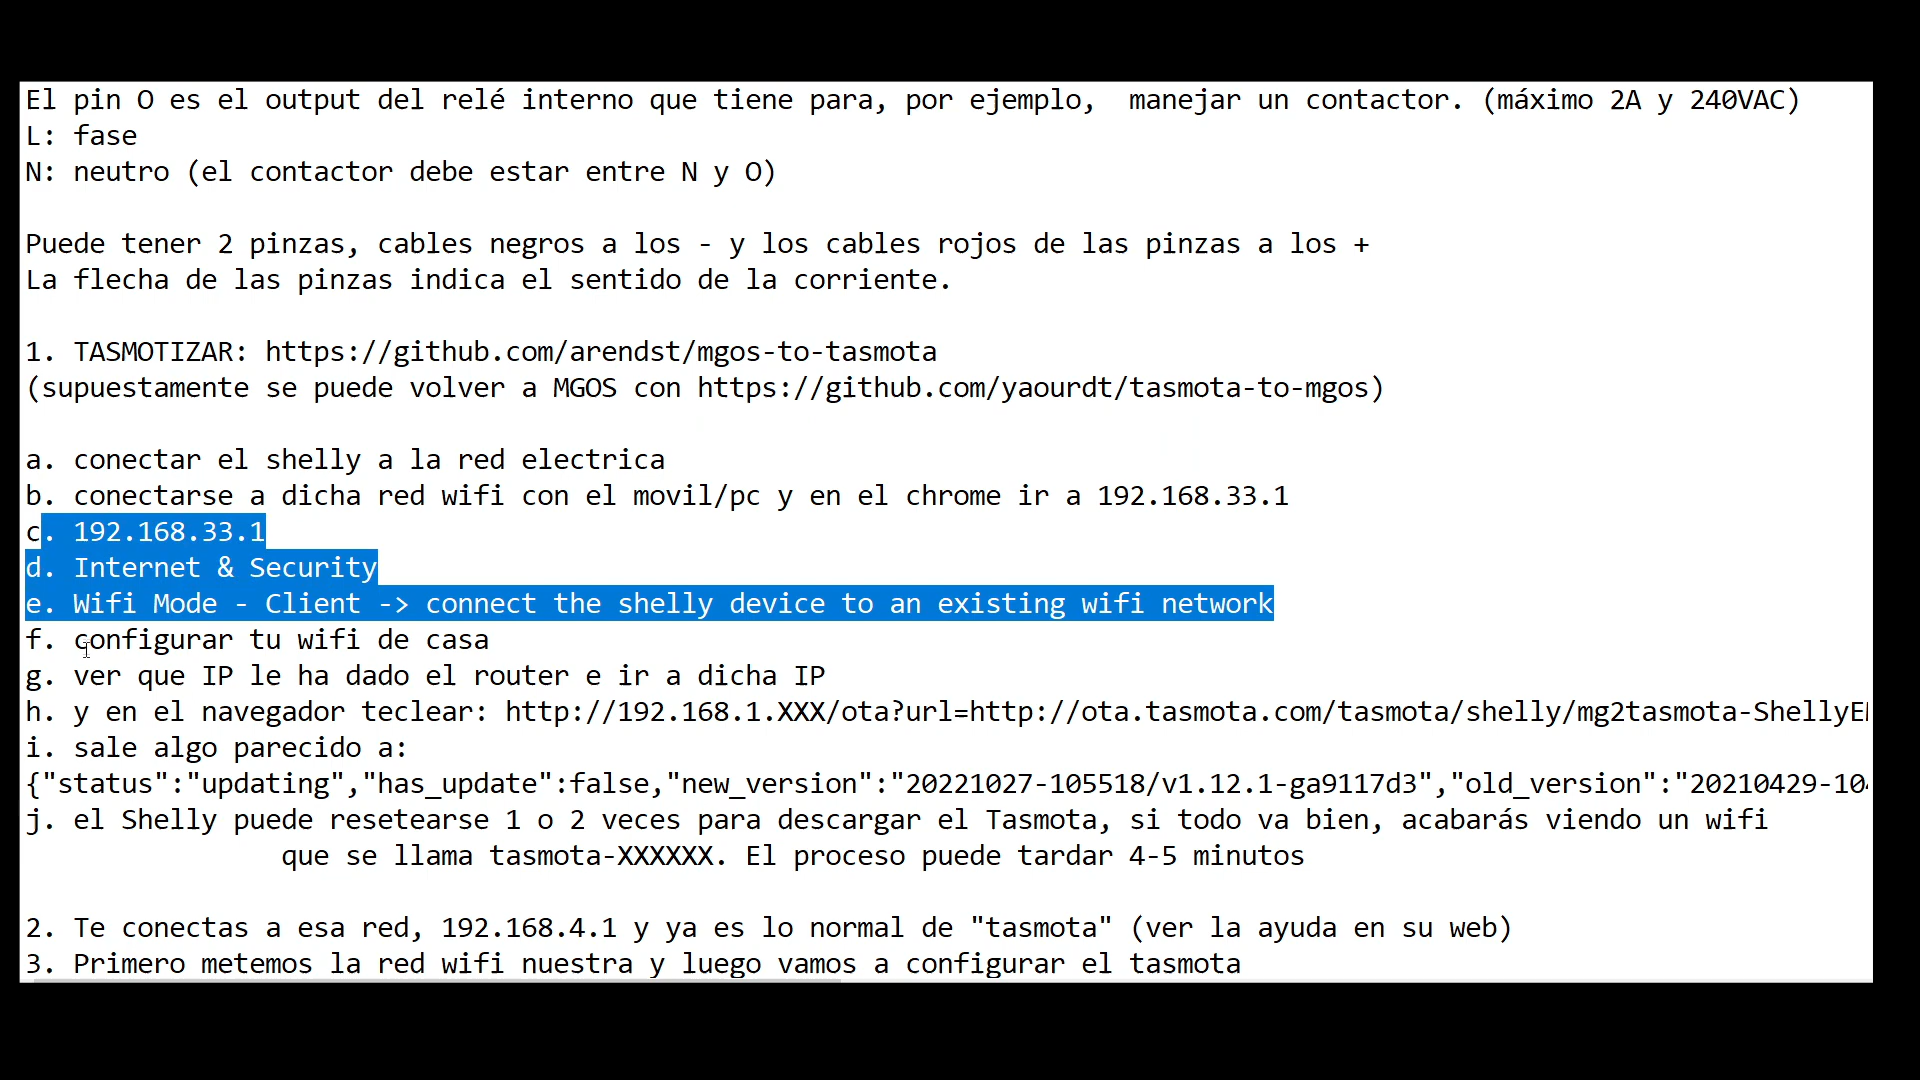 El pin O es el output del relé interno que tiene para, por ejemplo,  manejar un contactor. (máximo 2A y 240VAC)
L: fase
N: neutro (el contactor debe estar entre N y O)
Puede tener 2 pinzas, cables negros a los - y los cables rojos de las pinzas a los +
La flecha de las pinzas indica el sentido de la corriente.
1. TASMOTIZAR: https://github.com/arendst/mgos-to-tasmota
(supuestamente se puede volver a MGOS con https://github.com/yaourdt/tasmota-to-mgos)
a. conectar el shelly a la red electrica
b. conectarse a dicha red wifi con el movil/pc y en el chrome ir a 192.168.33.1
c. 192.168.33.1
d. Internet & Security
e. Wifi Mode - Client -> connect the shelly device to an existing wifi network
f. configurar tu wifi de casa
g. ver que IP le ha dado el router e ir a dicha IP
h. y en el navegador teclear: http://192.168.1.XXX/ota?url=http://ota.tasmota.com/tasmota/shelly/mg2tasmota-ShellyE
i. sale algo parecido a:
{"status":"updating","has_update":false,"new_version":"20221027-105518/v1.12.1-ga9117d3","old_version":"20210429-10
j. el Shelly puede resetearse 1 o 2 veces para descargar el Tasmota, si todo va bien, acabarás viendo un wifi
que se llama tasmota-XXXXXX. El proceso puede tardar 4-5 minutos
2. Te conectas a esa red, 192.168.4.1 y ya es lo normal de "tasmota" (ver la ayuda en su web)
3. Primero metemos la red wifi nuestra y luego vamos a configurar el tasmota